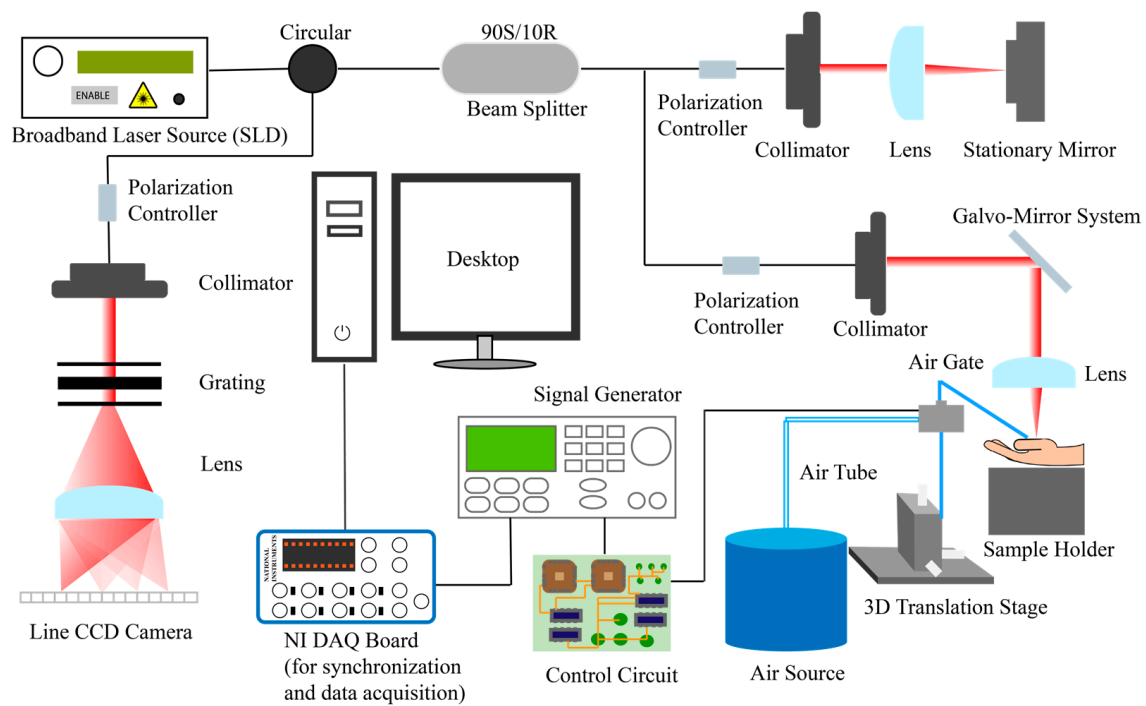 Circular
90S/10R
Beam Splitter
ENABLE
Broadband Laser Source (SLD)
Polarization
Controller
Collimator
Lens
Stationary Mirror
Polarization
Controller
Galvo-Mirror System
Collimator
Desktop
Polarization
Controller
Collimator
Air Gate
Lens
Grating
Signal Generator
Lens
Air Tube
NATIONAL
INSTRUMENTS
Sample Holder
3D Translation Stage
Line CCD Camera
NI DAQ Board
(for synchronization
and data acquisition)
Control Circuit
Air Source